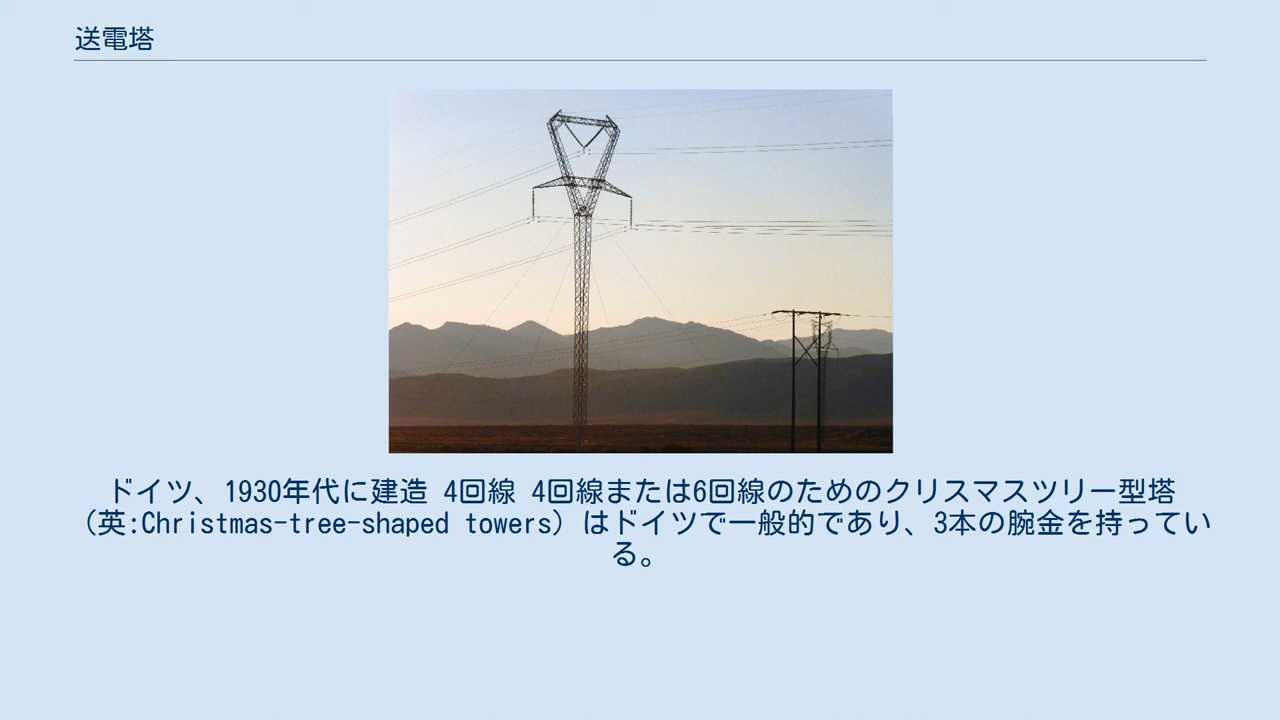 送電塔
ドイツ、1930年代に建造 4回線 4回線または6回線のためのクリスマスツリー型塔
（英:Christmas-tree-shaped towers）はドイツで一般的であり、3本の腕金を持ってい
る。